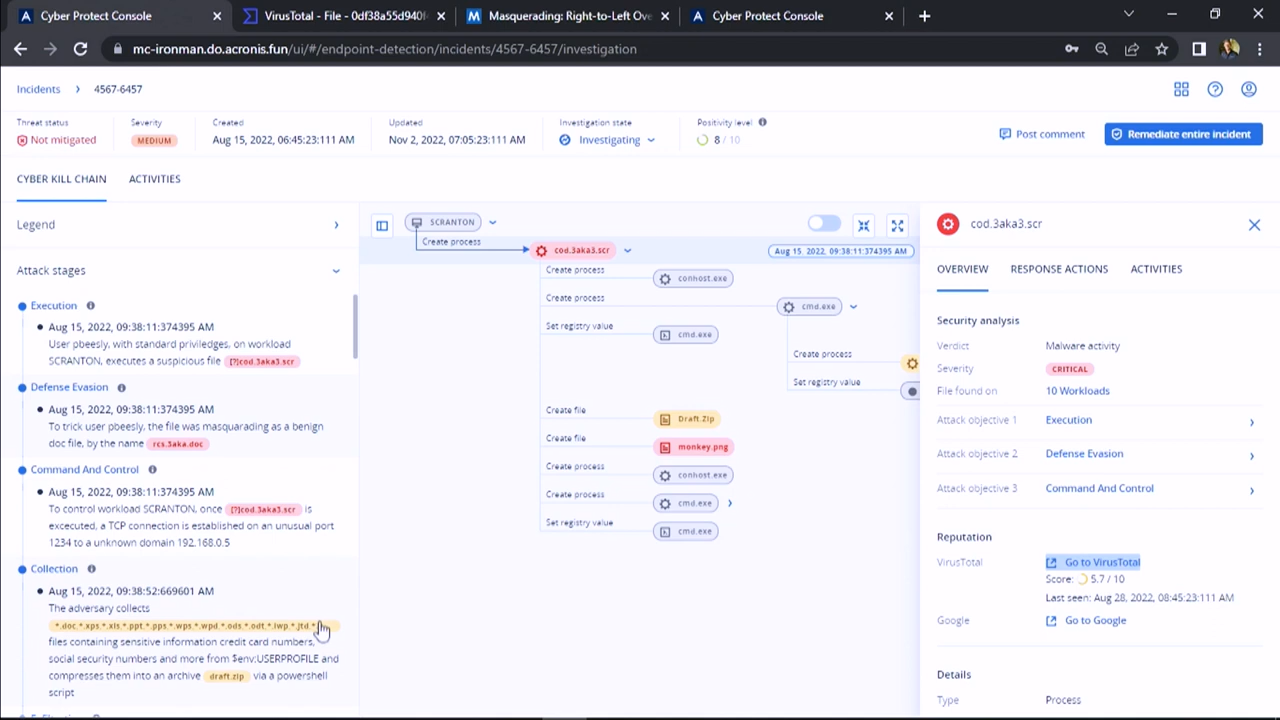 Cyber Protect Console
VirusTotal - File - 0df38a55d940f
Masquerading: Right-to-Left Ove
Cyber Protect Console
mc-ironman.do.acronis.fun/ui/#/endpoint-detection/incidents/4567-6457/investigation
Incidents
4567-6457
Threat status
Not mitigated
Severity
MEDIUM
Created
Aug 15, 2022, 06:45:23:111 AM
Updated
Nov 2, 2022, 07:05:23:111 AM
Investigation state
Investigating
Positivity level
8 / 10
Post comment
Remediate entire incident
CYBER KILL CHAIN
ACTIVITIES
Legend
Attack stages
Execution
Aug 15, 2022, 09:38:11:374395 AM
User pbeesly, with standard priviledges, on workload
SCRANTON, executes a suspicious file [?]cod.3aka3.scr
Defense Evasion
Aug 15, 2022, 09:38:11:374395 AM
To trick user pbeesly, the file was masquarading as a benign
doc file, by the name rcs.3aka.doc
Command And Control
Aug 15, 2022, 09:38:11:374395 AM
To control workload SCRANTON, once [?]cod.3aka3.scr is
excecuted, a TCP connection is established on an unusual port
1234 to a unknown domain 192.168.0.5
Collection
Aug 15, 2022, 09:38:52:669601 AM
The adversary collects
*.doc,*.xps,*.xls,*.ppt,*.pps,*.wps,*.wpd,*.ods,*.odt,*.lwp,*.jtd,*.
files containing sensitive information credit card numbers,
social security numbers and more from $env:USERPROFILE and
compresses them into an archive draft.zip via a powershell
script
SCRANTON
Create process
cod.3aka3.scr
Aug 15, 2022, 09:38:11:374395 AM
Create process
conhost.exe
Create process
cmd.exe
Set registry value
cmd.exe
Create process
Set registry value
Create file
Draft.Zip
Create file
monkey.png
Create process
conhost.exe
Create process
cmd.exe
Set registry value
cmd.exe
cod.3aka3.scr
OVERVIEW
RESPONSE ACTIONS
ACTIVITIES
Security analysis
Verdict
Malware activity
Severity
CRITICAL
File found on
10 Workloads
Attack objective 1
Execution
Attack objective 2
Defense Evasion
Attack objective 3
Command And Control
Reputation
VirusTotal
Go to VirusTotal
Score: 5.7 / 10
Last seen: Aug 28, 2022, 08:45:23:111 AM
Google
Go to Google
Details
Type
Process